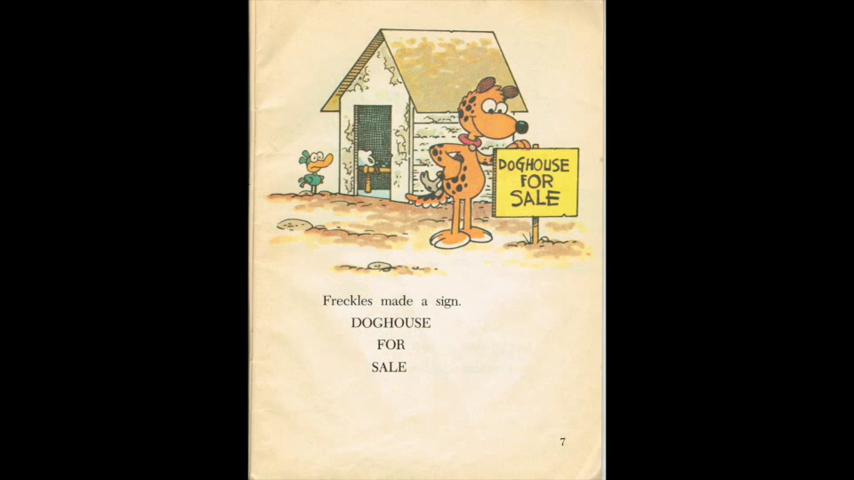 DOGHOUSE
FOR
SALE
Freckles made a sign.
DOGHOUSE
FOR
SALE
7